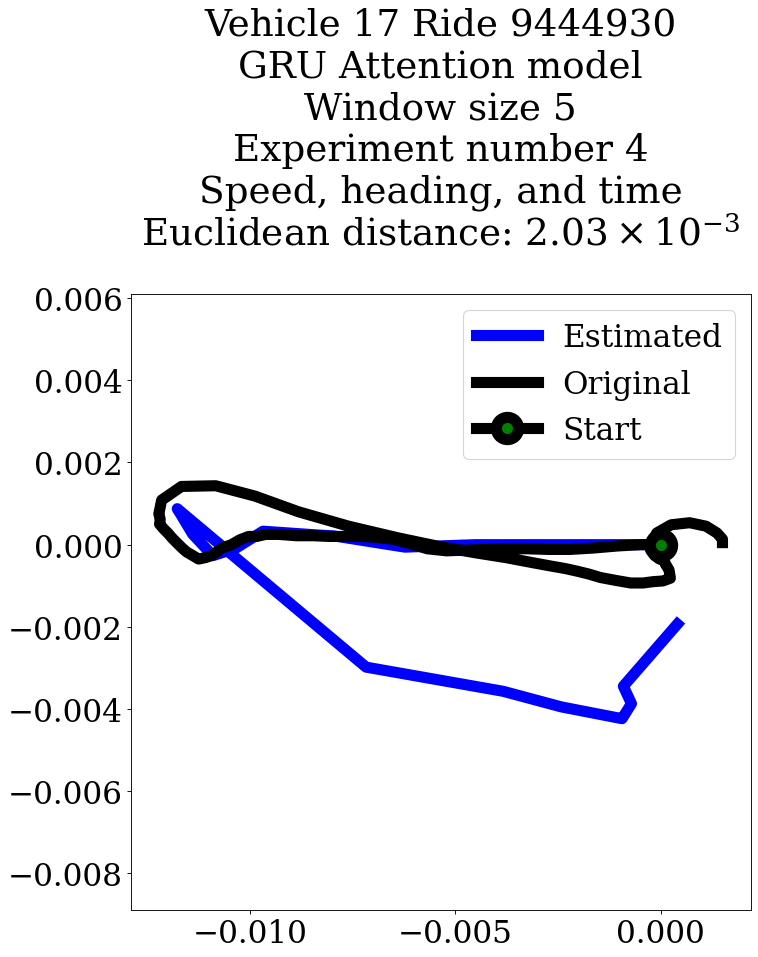 Vehicle 17 Ride 9444930
GRU Attention model
Window size 5
Experiment number 4
Speed, heading, and time
Euclidean distance: 2.03 × 10⁻³
0.006
0.004
0.002
0.000
−0.002
−0.004
−0.006
−0.008
Estimated
Original
Start
−0.010
−0.005
0.000